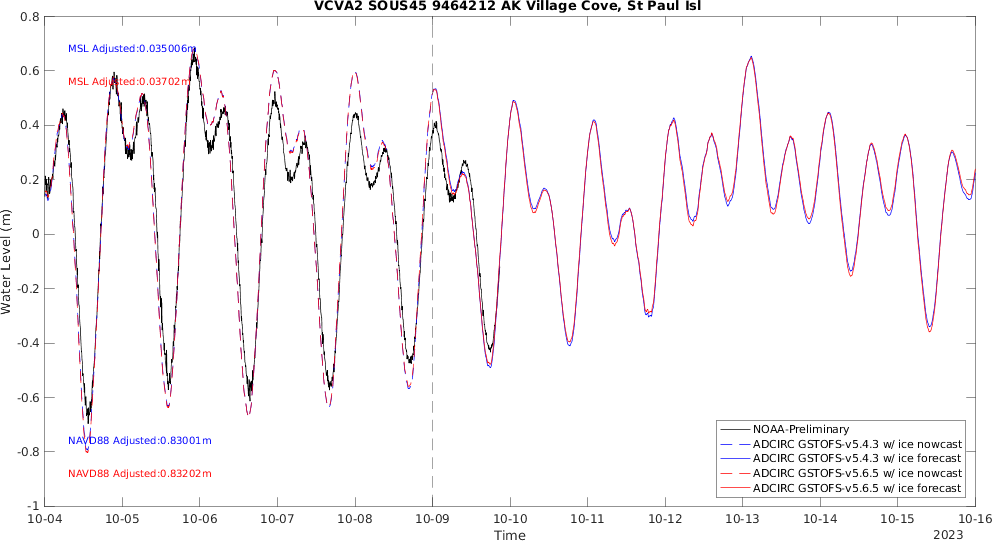 VCVA2 SOUS45 9464212 AK Village Cove, St Paul Isl
Water Level (m)
0.8
0.6
0.4
0.2
0
-0.2
-0.4
-0.6
-0.8
-1
MSL Adjusted:0.035006m
MSL Adjusted:0.03702m
NAVD88 Adjusted:0.83001m
NAVD88 Adjusted:0.83202m
NOAA-Preliminary
ADCIRC GSTOFS-v5.4.3 w/ ice nowcast
ADCIRC GSTOFS-v5.4.3 w/ ice forecast
ADCIRC GSTOFS-v5.6.5 w/ ice nowcast
ADCIRC GSTOFS-v5.6.5 w/ ice forecast
10-04 10-05 10-06 10-07 10-08 10-09 10-10 10-11 10-12 10-13 10-14 10-15 10-16
Time
2023